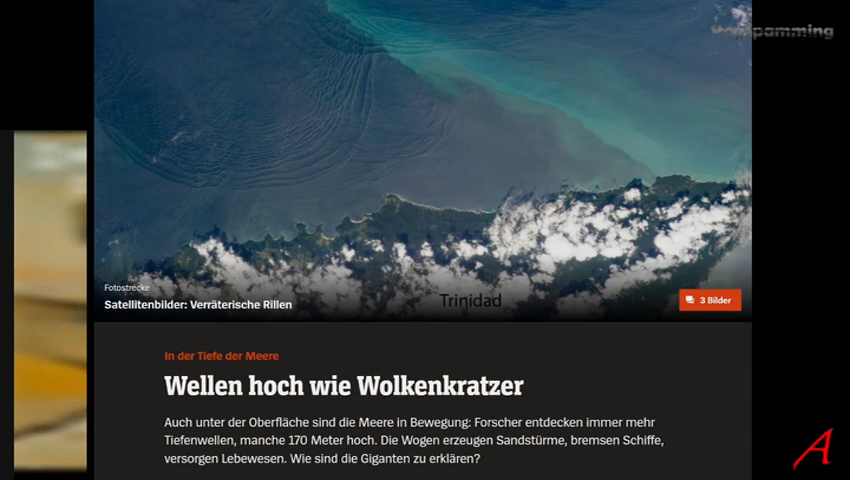 Fotostrecke
Satellitenbilder: Verräterische Rillen
Trinidad
3 Bilder
In der Tiefe der Meere
Wellen hoch wie Wolkenkratzer
Auch unter der Oberfläche sind die Meere in Bewegung: Forscher entdecken immer mehr
Tiefenwellen, manche 170 Meter hoch. Die Wogen erzeugen Sandstürme, bremsen Schiffe,
versorgen Lebewesen. Wie sind die Giganten zu erklären?
A